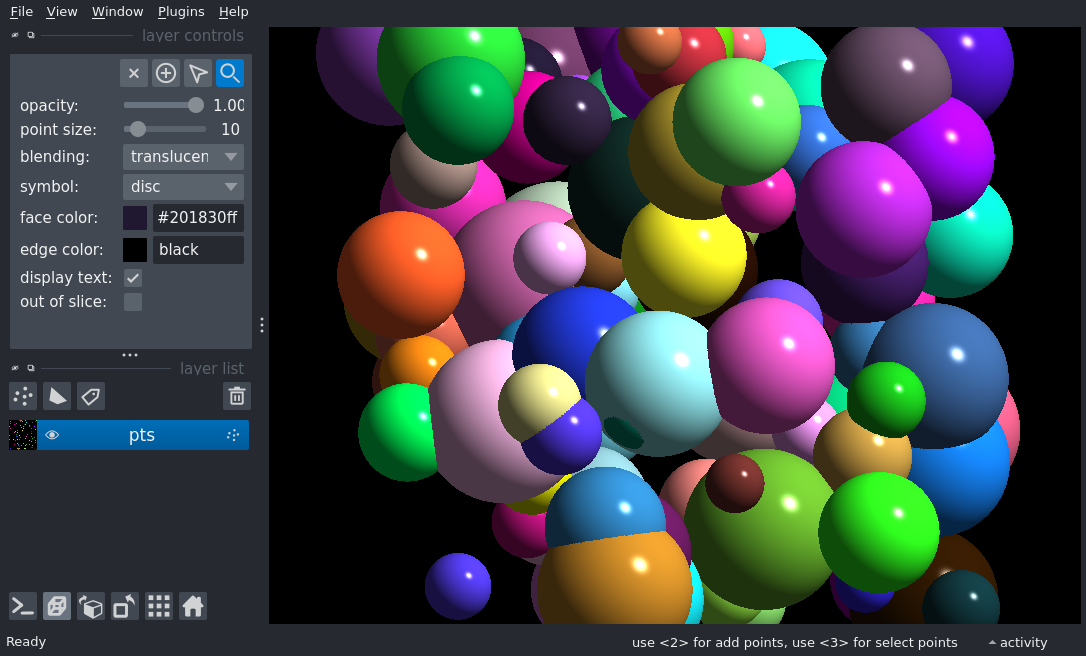 File View Window Plugins Help
layer controls
opacity: 1.00
point size: 10
blending: translucen
symbol: disc
face color: #201830ff
edge color: black
display text:
out of slice:
layer list
pts
Ready use <2> for add points, use <3> for select points activity